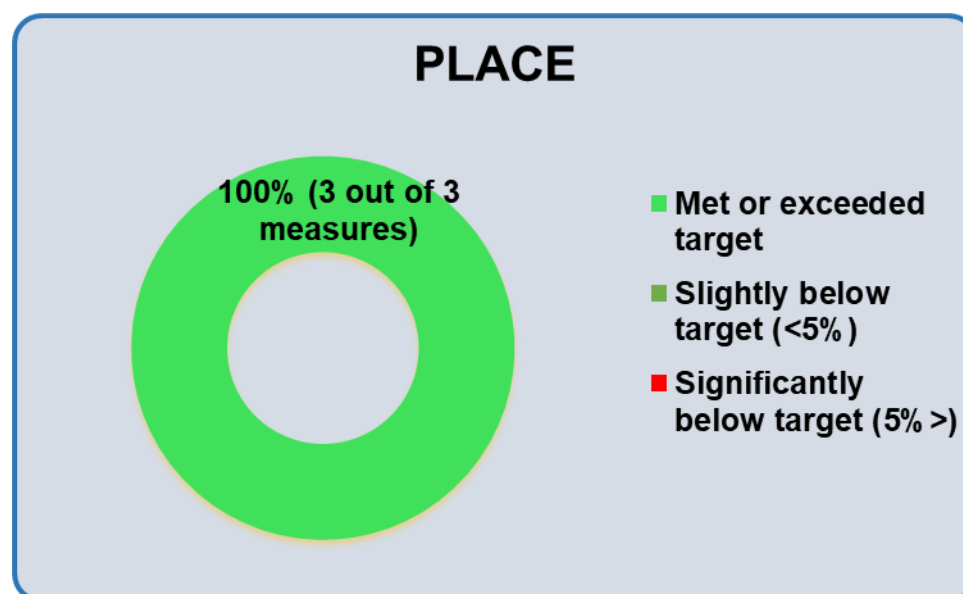 PLACE
100% (3 out of 3
measures)
Met or exceeded
target
Slightly below
target (<5%)
Significantly
below target (5% >)